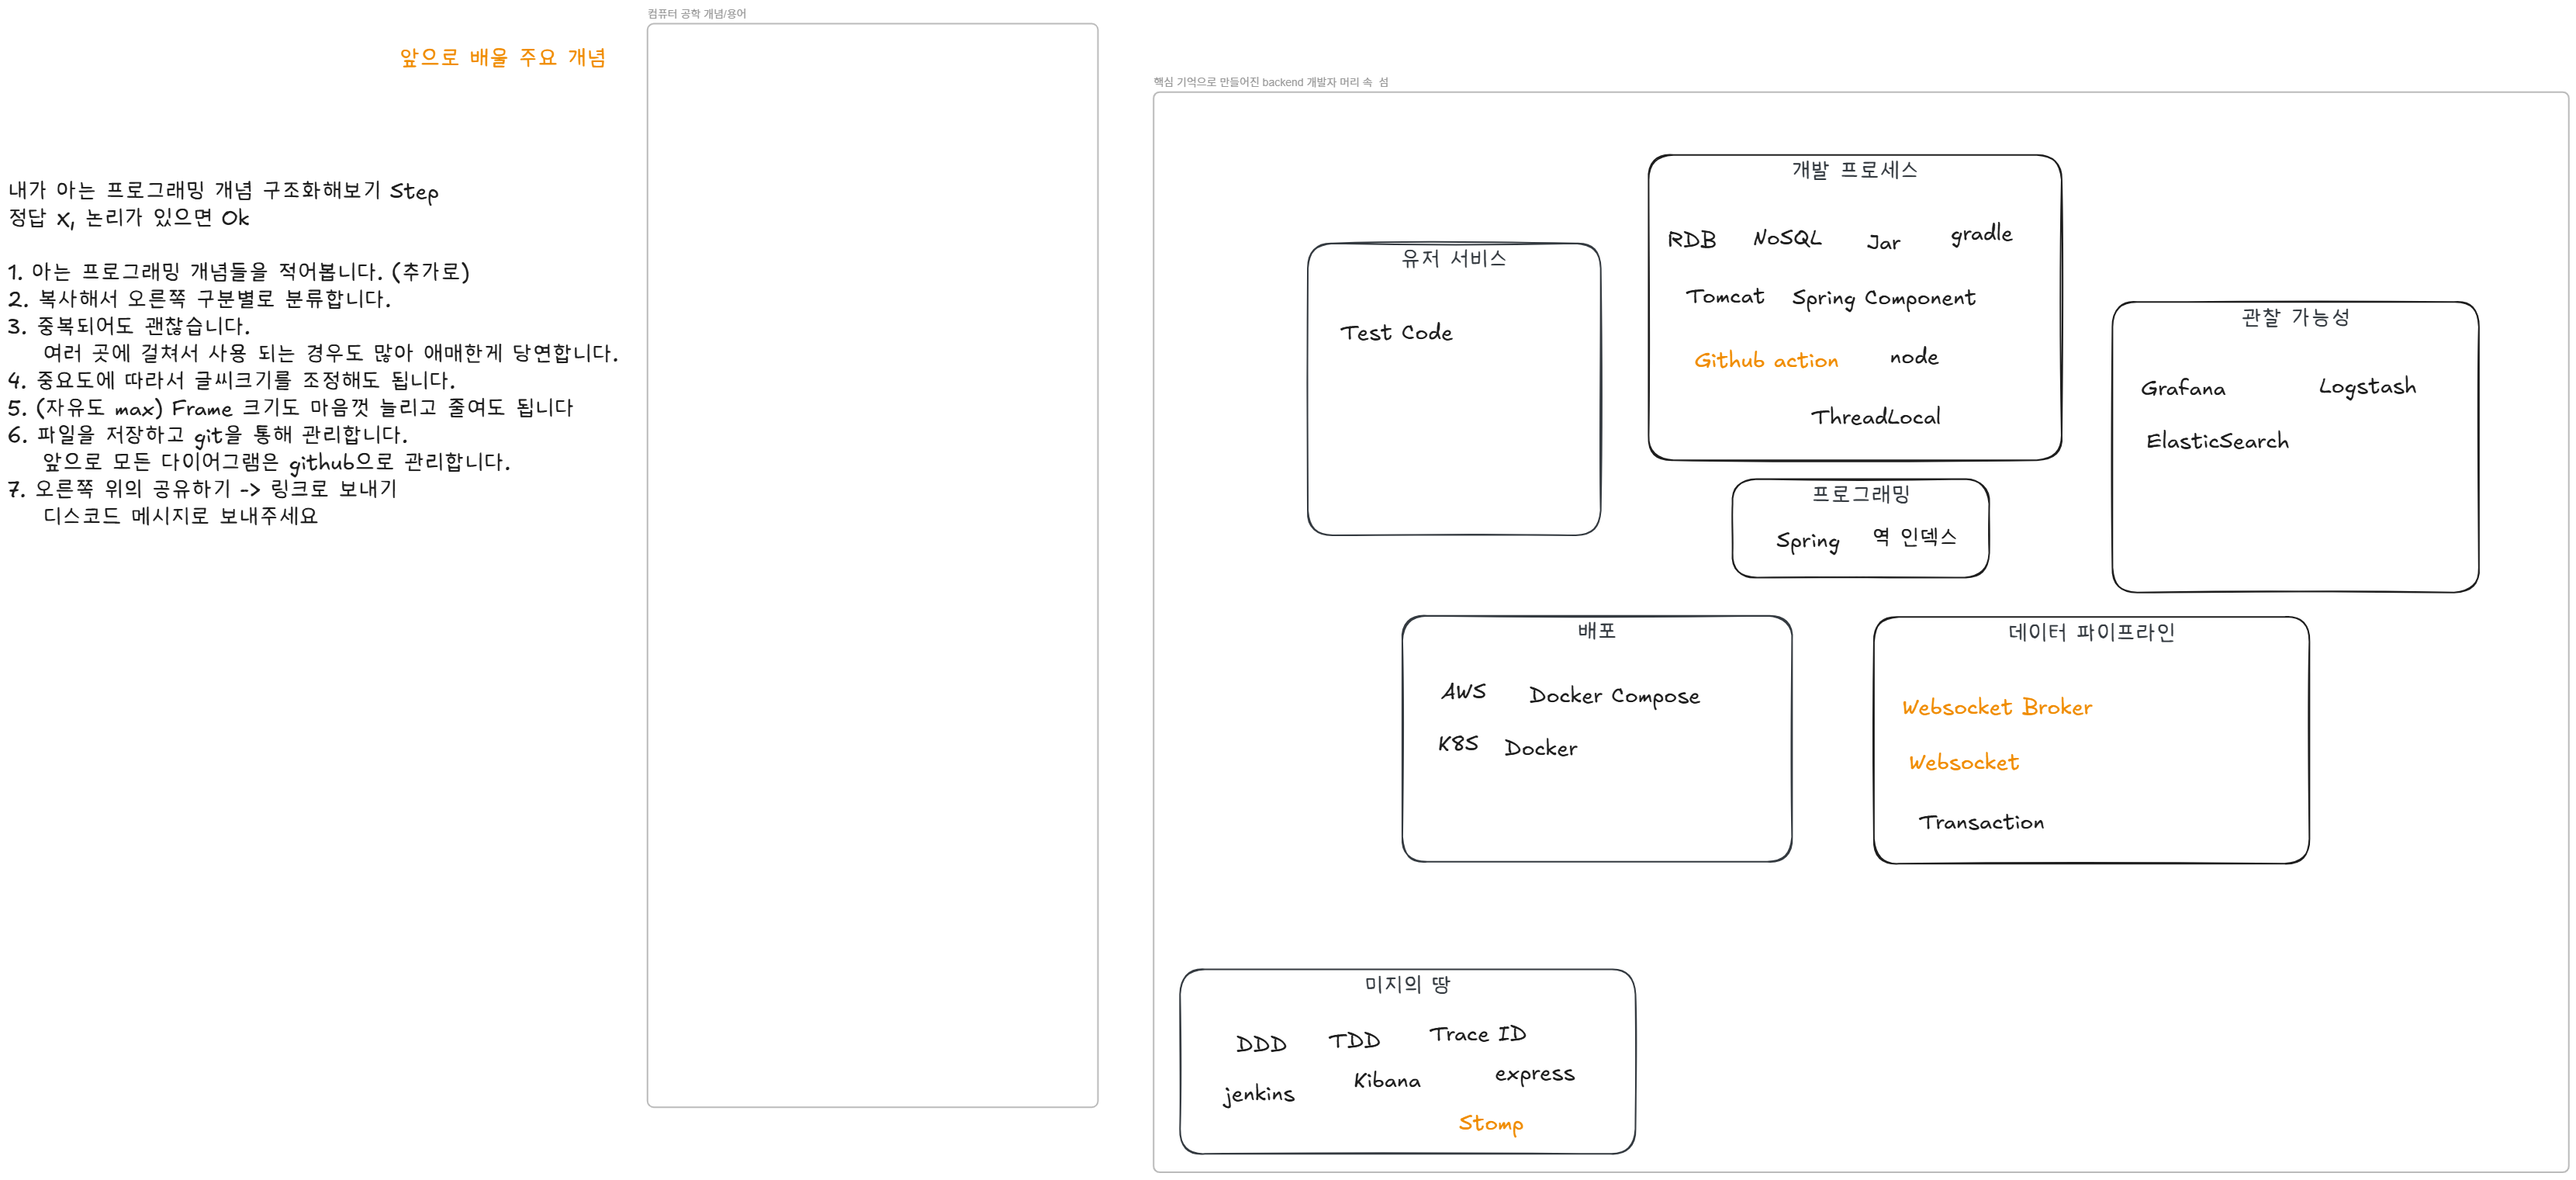 컴퓨터 공학 개념/용어
앞으로 배울 주요 개념
내가 아는 프로그래밍 개념 구조화해보기 Step
정답 X, 논리가 있으면 Ok
1. 아는 프로그래밍 개념들을 적어봅니다. (추가로)
2. 복사해서 오른쪽 구분별로 분류합니다.
3. 중복되어도 괜찮습니다.
여러 곳에 걸쳐서 사용 되는 경우도 많아 애매한게 당연합니다.
4. 중요도에 따라서 글씨크기를 조정해도 됩니다.
5. (자유도 max) Frame 크기도 마음껏 늘리고 줄여도 됩니다
6. 파일을 저장하고 git을 통해 관리합니다.
앞으로 모든 다이어그램은 github으로 관리합니다.
7. 오른쪽 위의 공유하기 -> 링크로 보내기
디스코드 메시지로 보내주세요
핵심 기억으로 만들어진 backend 개발자 머리 속 섬
유저 서비스
Test Code
개발 프로세스
RDB NoSQL Jar gradle
Tomcat Spring Component
Github action node
ThreadLocal
프로그래밍
Spring 역 인덱스
관찰 가능성
Grafana Logstash
ElasticSearch
배포
AWS Docker Compose
K8S Docker
데이터 파이프라인
Websocket Broker
Websocket
Transaction
미지의 땅
DDD TDD Trace ID
jenkins Kibana express
Stomp